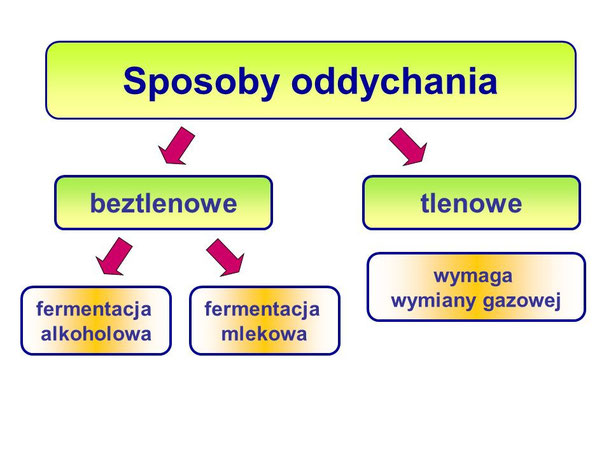 Sposoby oddychania
beztlenowe
tlenowe
fermentacja
alkoholowa
fermentacja
mlekowa
wymaga
wymiany gazowej